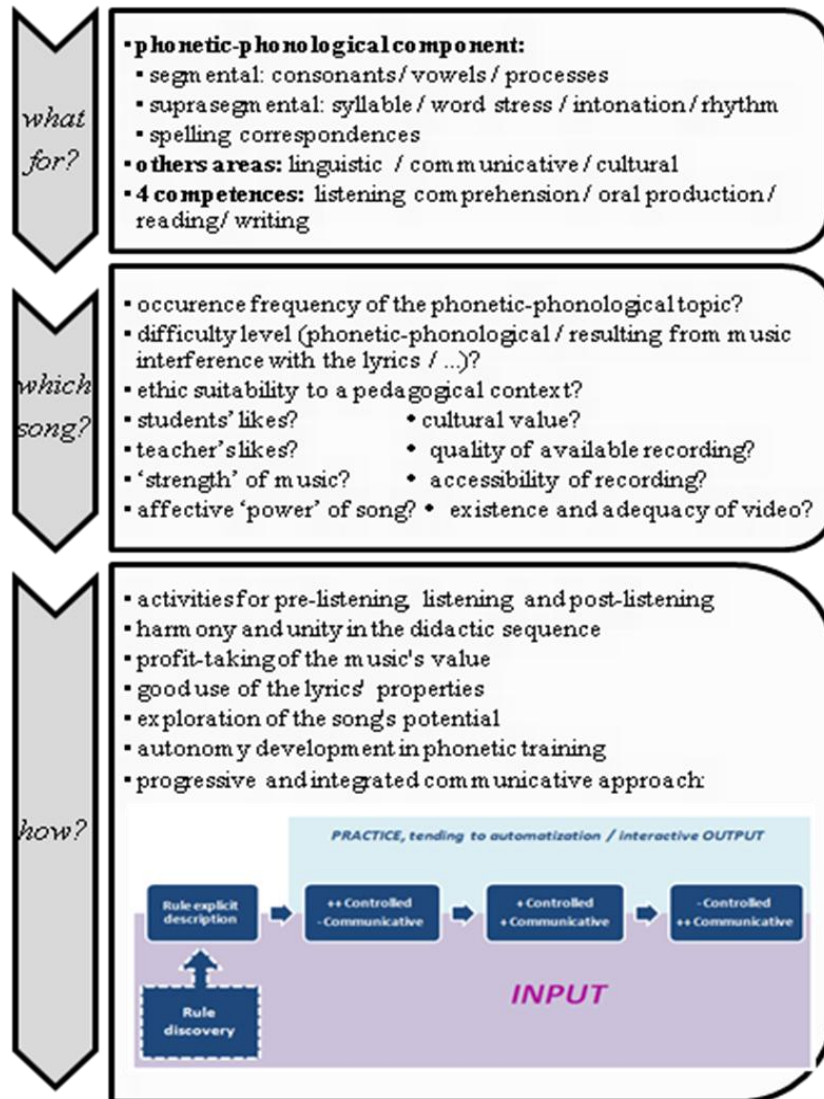 what for?
▪ phonetic-phonological component:
▪ segmental: consonants / vowels / processes
▪ suprasegmental: syllable / word stress / intonation / rhythm
▪ spelling correspondences
▪ others areas: linguistic / communicative / cultural
▪ 4 competences: listening comprehension / oral production /
reading / writing
which song?
▪ occurence frequency of the phonetic-phonological topic?
▪ difficulty level (phonetic-phonological / resulting from music
interference with the lyrics / ...)?
▪ ethic suitability to a pedagogical context?
▪ students' likes? • cultural value?
▪ teacher's likes? • quality of available recording?
▪ 'strength' of music? • accessibility of recording?
▪ affective 'power' of song? • existence and adequacy of video?
how?
▪ activities for pre-listening, listening and post-listening
▪ harmony and unity in the didactic sequence
▪ profit-taking of the music's value
▪ good use of the lyrics' properties
▪ exploration of the song's potential
▪ autonomy development in phonetic training
▪ progressive and integrated communicative approach:
PRACTICE, tending to automatization / interactive OUTPUT
Rule explicit
description
++ Controlled
- Communicative
+ Controlled
+ Communicative
- Controlled
++ Communicative
INPUT
Rule
discovery